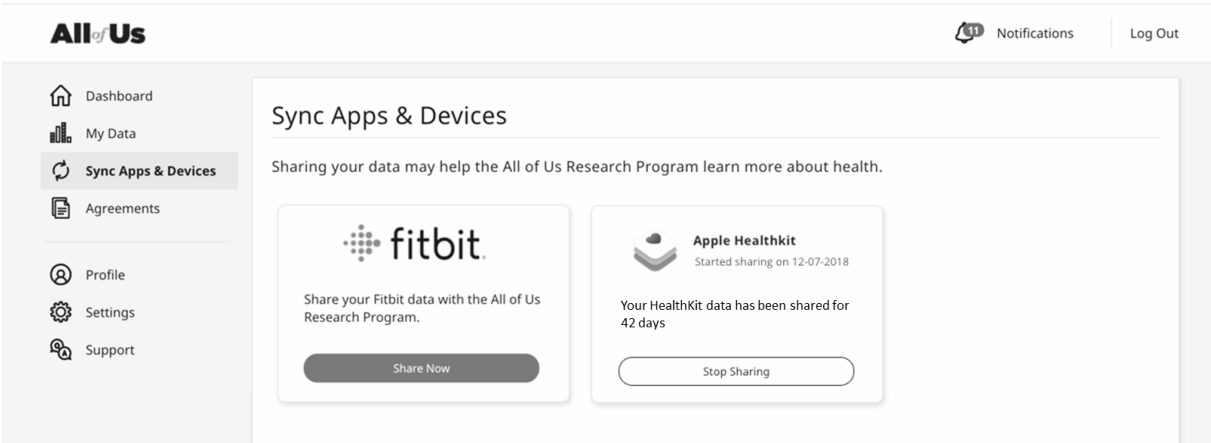 All of Us
11
Notifications
Log Out
Dashboard
My Data
Sync Apps & Devices
Agreements
Profile
Settings
Support
Sync Apps & Devices
Sharing your data may help the All of Us Research Program learn more about health.
fitbit.
Share your Fitbit data with the All of Us
Research Program.
Share Now
Apple Healthkit
Started sharing on 12-07-2018
Your HealthKit data has been shared for
42 days
Stop Sharing